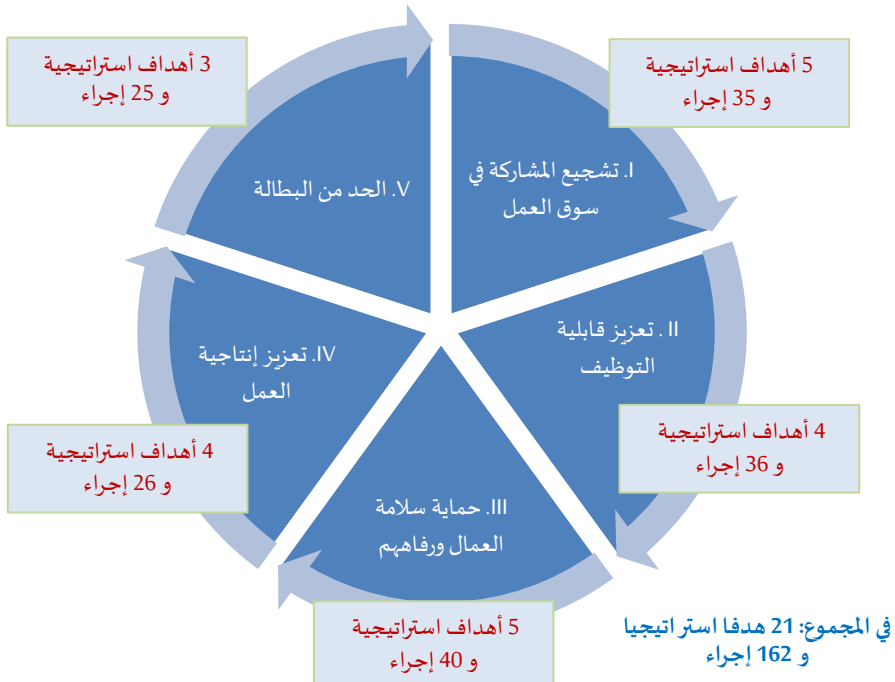 5 أهداف استراتيجية
و 35 إجراء
I. تشجيع المشاركة في
سوق العمل
4 أهداف استراتيجية
و 36 إجراء
II . تعزيز قابلية
التوظيف
5 أهداف استراتيجية
و 40 إجراء
III. حماية سلامة
العمال ورفاههم
4 أهداف استراتيجية
و 26 إجراء
IV. تعزيز إنتاجية
العمل
3 أهداف استراتيجية
و 25 إجراء
V. الحد من البطالة
في المجموع: 21 هدفا استر اتيجيا
و 162 إجراء